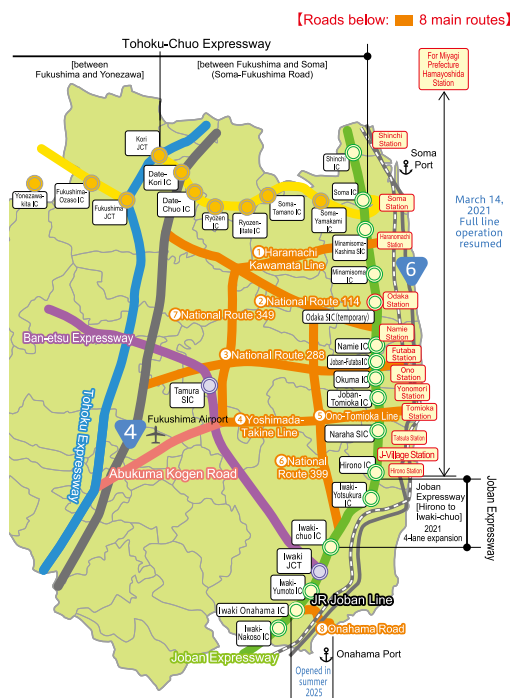 【Roads below: 8 main routes】
Tohoku-Chuo Expressway
[between
Fukushima and Yonezawa]
[between Fukushima and Soma]
(Soma-Fukushima Road)
For Miyagi
Prefecture
Hamayoshida
Station
Kori
JCT
Shinchi
Station
Shinchi
IC
Soma
Port
Date-
Kori IC
Yonezawa-
kita IC
Fukushima-
Ozaso IC
Fukushima
JCT
Date-
Chuo IC
Ryozen
IC
Ryozen-
Iitate IC
Soma-
Tamano IC
Soma-
Yamakami
IC
Soma IC
Soma
Station
March 14,
2021
Full line
operation
resumed
Minamisoma-
Kashima SIC
Haranomachi
Station
1 Haramachi
Kawamata Line
Minamisoma
IC
6
2 National Route 114
Odaka
Station
7 National Route 349
Odaka SIC (temporary)
Ban-etsu Expressway
Namie
Station
Namie IC
Futaba
Station
3 National Route 288
Joban-Futaba IC
Ono
Station
Okuma IC
Tamura
SIC
Joban-
Tomioka IC
Yonomori
Station
Tohoku Expressway
4
Fukushima Airport
4 Yoshimada-
Takine Line
5 Ono-Tomioka Line
Tomioka
Station
Naraha SIC
Tatsuta Station
J-Village Station
Abukuma Kogen Road
6 National
Route 399
Hirono IC
Hirono Station
Iwaki-
Yotsukura
IC
Joban
Expressway
[Hirono to
Iwaki-chuo]
2021
4-lane expansion
Joban Expressway
Iwaki-
chuo IC
Iwaki
JCT
Iwaki-
Yumoto IC
JR Joban Line
Iwaki Onahama IC
Iwaki-
Nakoso IC
8 Onahama Road
Joban Expressway
Onahama Port
Opened in
summer
2025